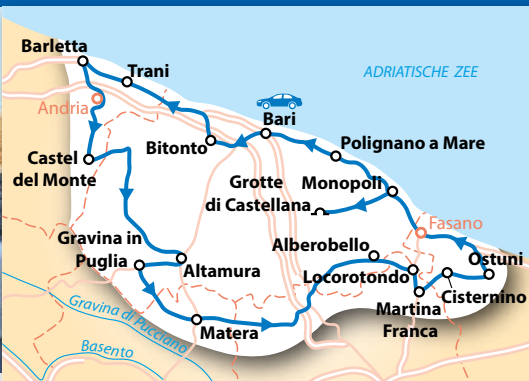 Barletta
Trani
ADRIATISCHE ZEE
Andria
Bari
Bitonto
Polignano a Mare
Castel
del Monte
Grotte
di Castellana
Monopoli
Fasano
Gravina in
Puglia
Altamura
Alberobello
Locorotondo
Ostuni
Cisternino
Martina
Franca
Matera
Gravina di Pucciano
Basento